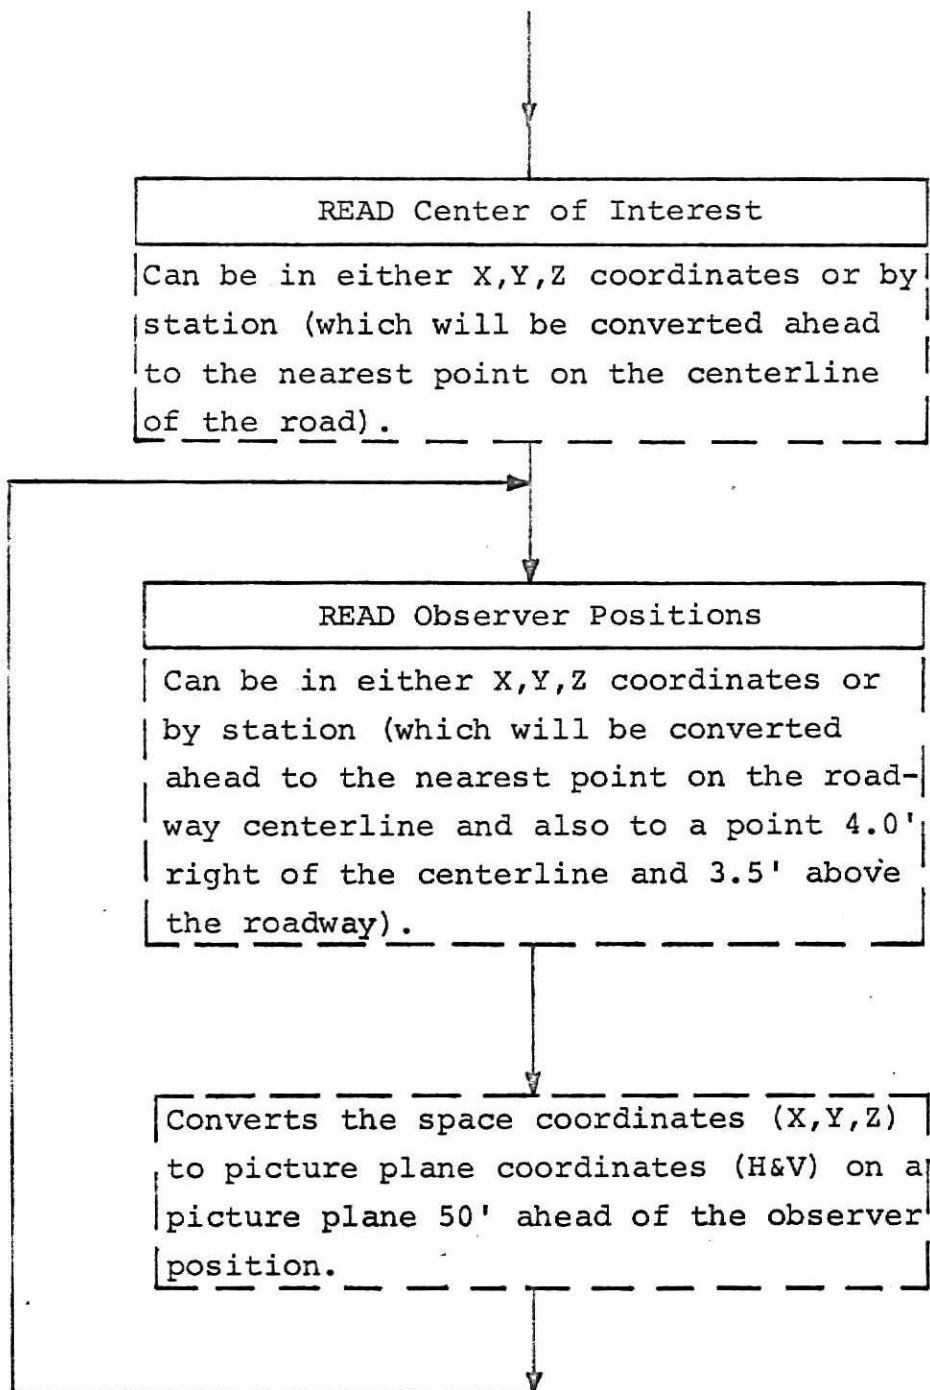 READ Center of Interest
Can be in either X,Y,Z coordinates or by
station (which will be converted ahead
to the nearest point on the centerline
of the road).
READ Observer Positions
Can be in either X,Y,Z coordinates or
by station (which will be converted
ahead to the nearest point on the road-
way centerline and also to a point 4.0'
right of the centerline and 3.5' above
the roadway).
Converts the space coordinates (X,Y,Z)
to picture plane coordinates (H&V) on a
picture plane 50' ahead of the observer
position.